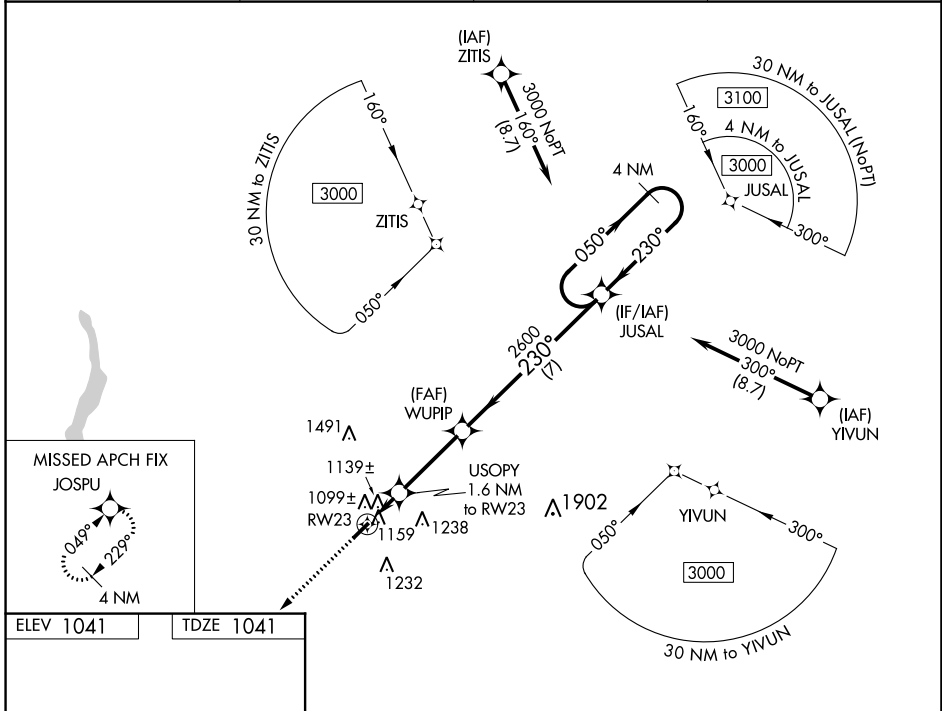 (IAF)
ZITIS
3000 NoPT
160°
(8.7)
30 NM to ZITIS
160°
3000
ZITIS
050°
30 NM to JUSAL (NoPT)
3100
160°
4 NM to JUSAL
3000
JUSAL
300°
4 NM
050°
230°
(IF/IAF)
JUSAL
2600
230°
(7)
3000 NoPT
300°
(8.7)
(IAF)
YIVUN
(FAF)
WUPIP
1491
1139±
1099±
RW23
1159
1238
1232
USOPY
1.6 NM
to RW23
1902
YIVUN
050°
300°
3000
30 NM to YIVUN
MISSED APCH FIX
JOSPU
049°
229°
4 NM
ELEV 1041
TDZE 1041